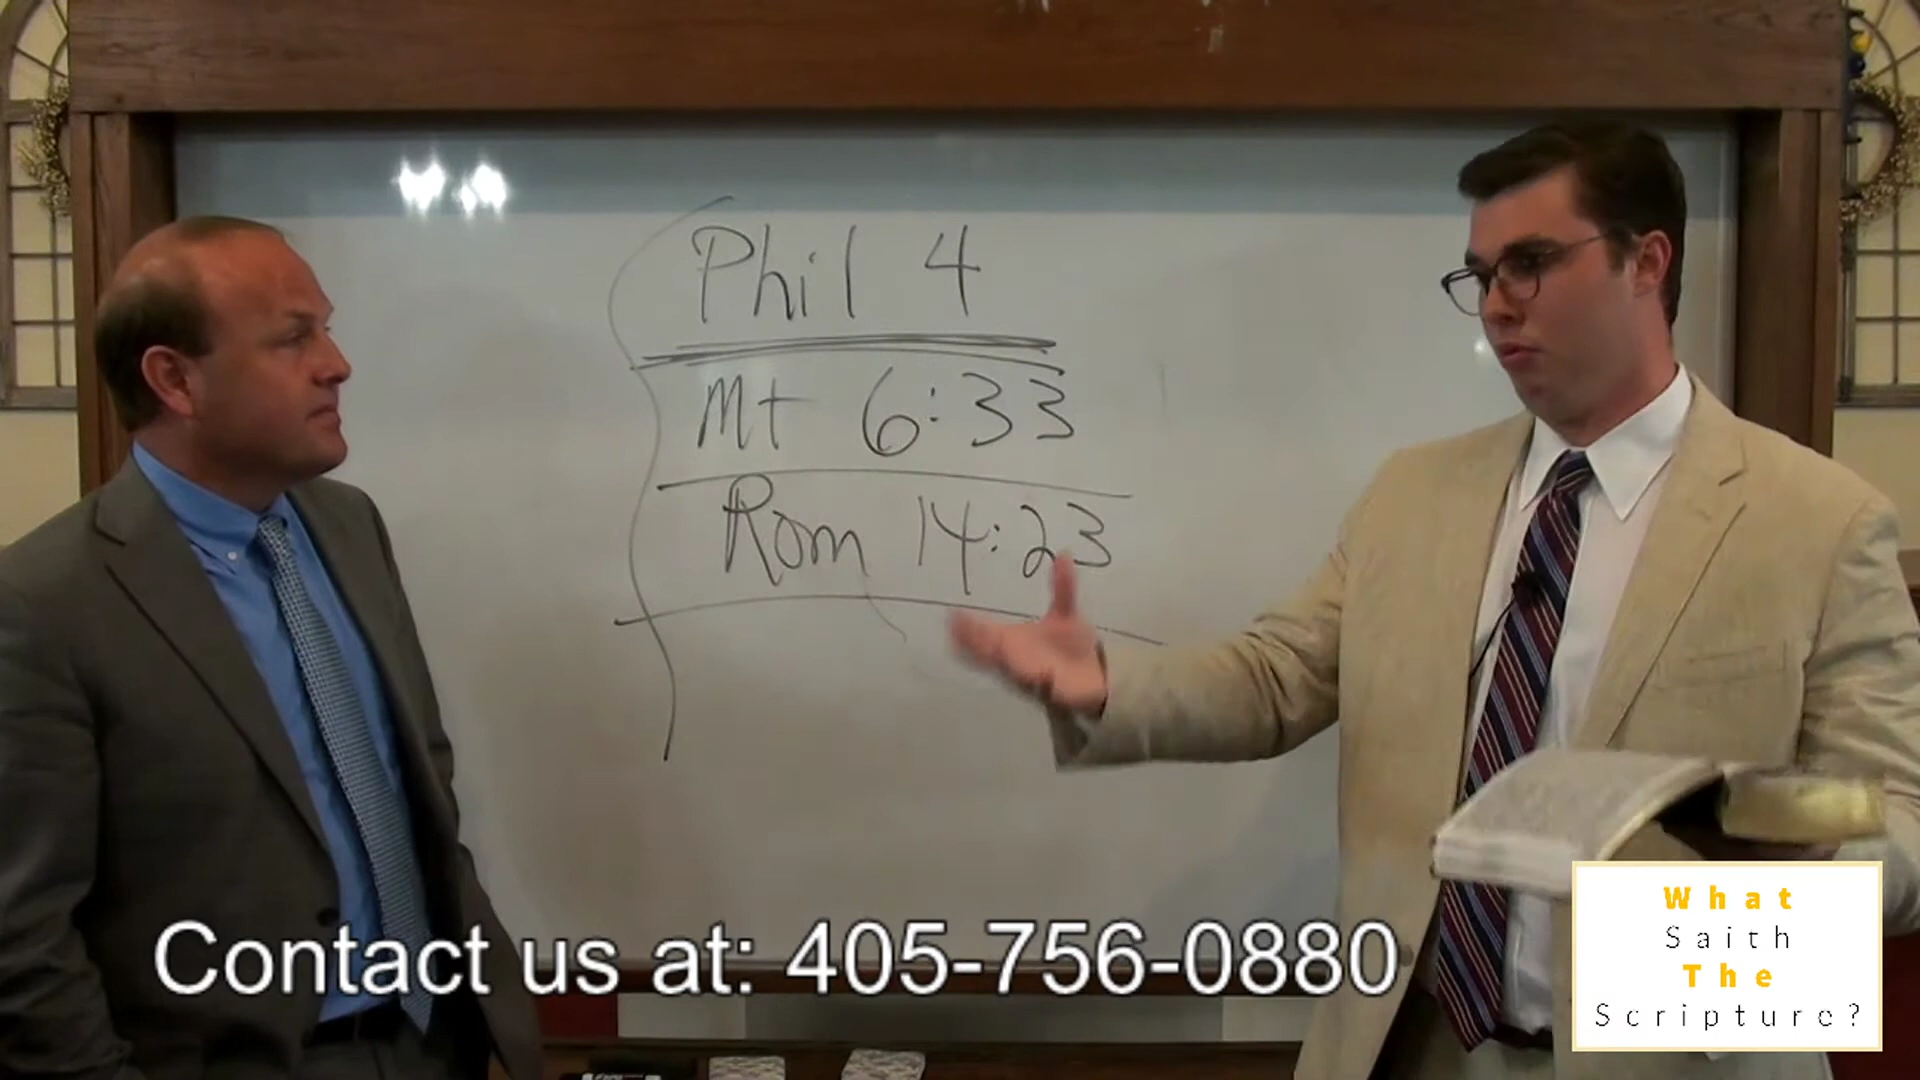 Phil 4
Mt 6:33
Rom 14:23
Contact us at: 405-756-0880
What
Saith
The
Scripture?